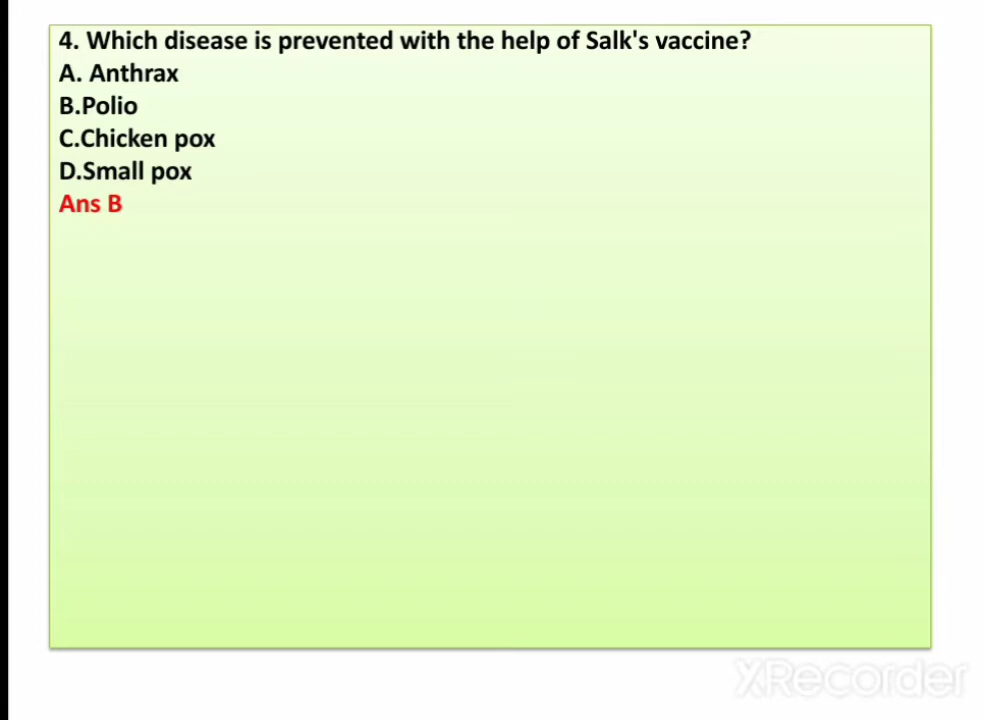 4. Which disease is prevented with the help of Salk's vaccine?
A. Anthrax
B.Polio
C.Chicken pox
D.Small pox
Ans B
XRecorder